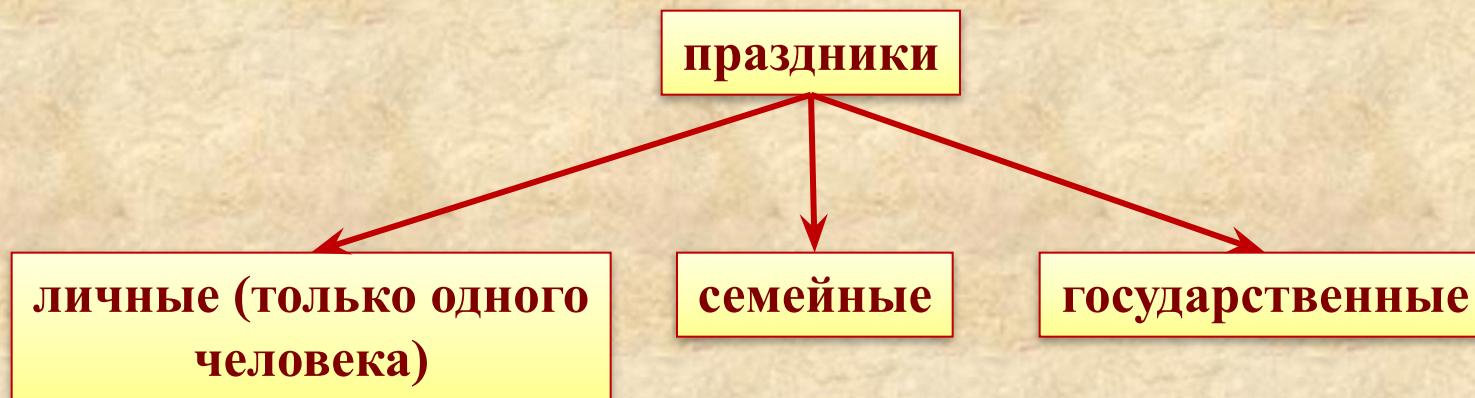 праздники
личные (только одного
человека)
семейные
государственные